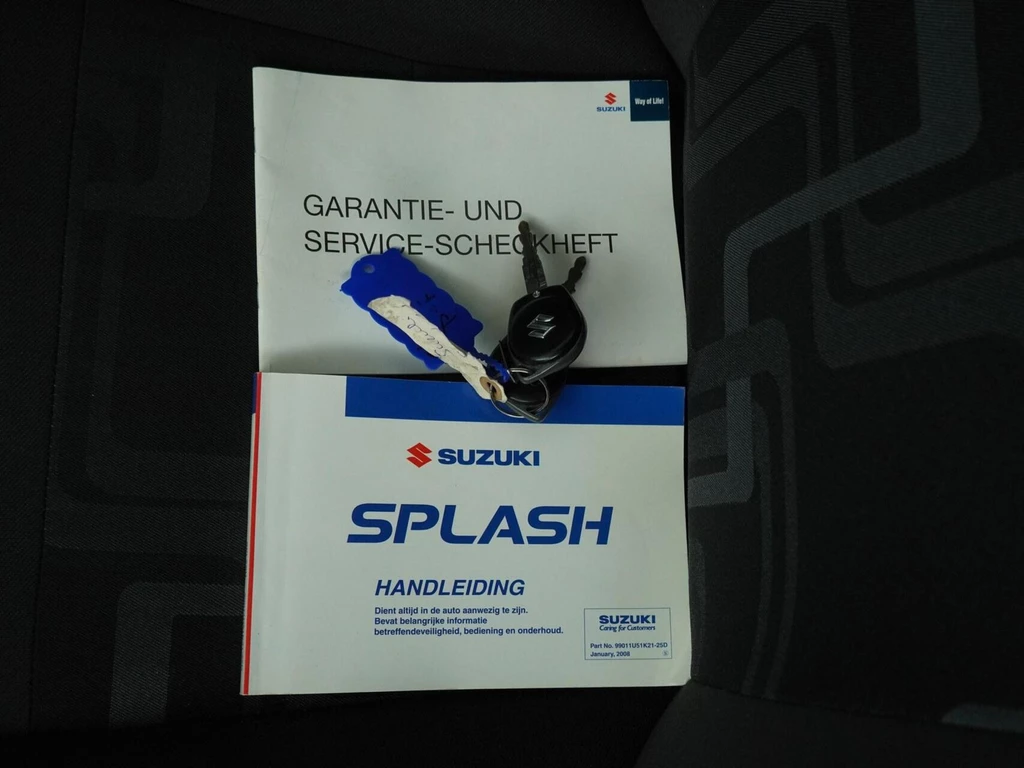 SUZUKI
Way of Life!
GARANTIE- UND
SERVICE-SCHECKHEFT
SUZUKI
SPLASH
HANDLEIDING
Dient altijd in de auto aanwezig te zijn.
Bevat belangrijke informatie
betreffendeveiligheid, bediening en onderhoud.
SUZUKI
Caring for Customers
Part No. 99011U51K21-25D
January, 2008